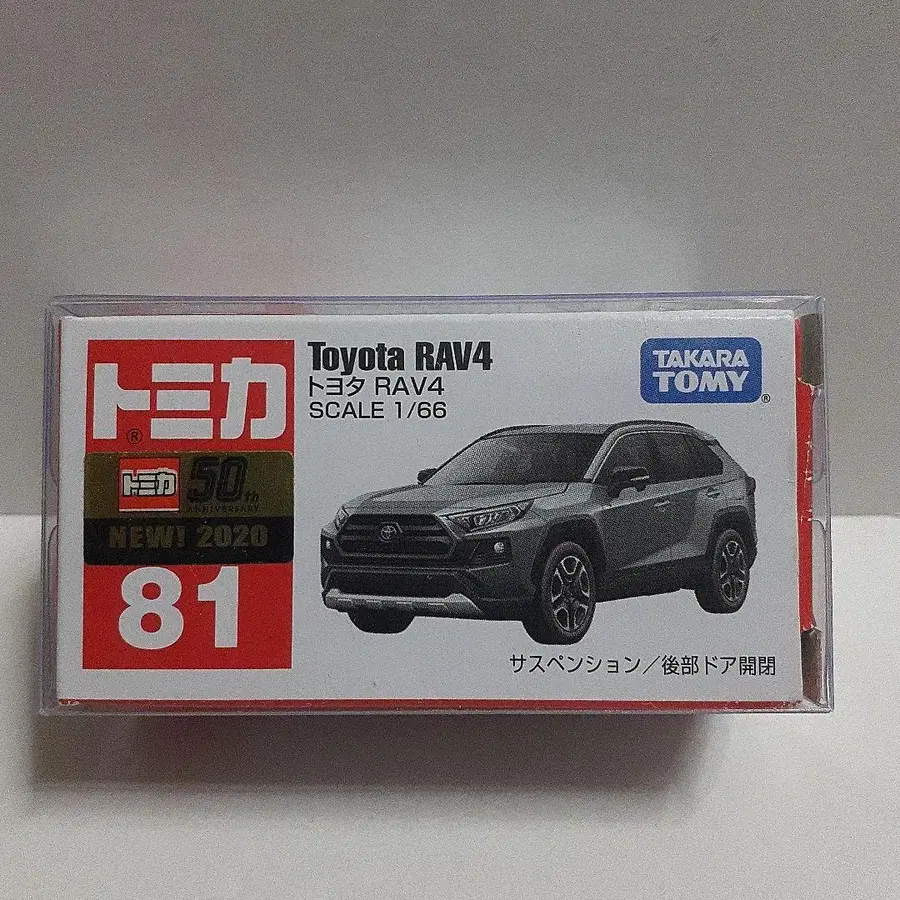 トミカ
®
Toyota RAV4
トヨタ RAV4
SCALE 1/66
TAKARA
TOMY
®
トミカ 50th
ANNIVERSARY
NEW! 2020
81
サスペンション/後部ドア開閉